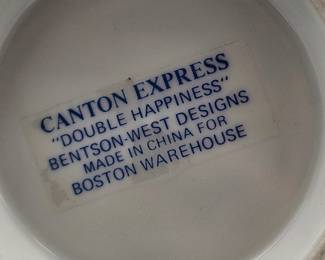 CANTON EXPRESS
"DOUBLE HAPPINESS"
BENTSON-WEST DESIGNS
MADE IN CHINA FOR
BOSTON WAREHOUSE